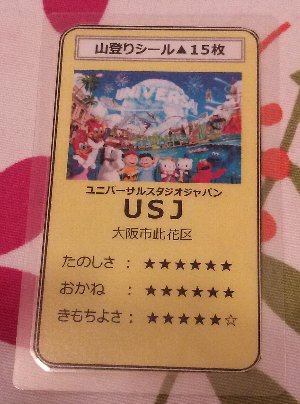 山登りシール▲15枚
UNIVERSAL
ユニバーサルスタジオジャパン
USJ
大阪市此花区
たのしさ：★★★★★★
おかね：★★★★★★
きもちよさ：★★★★★☆